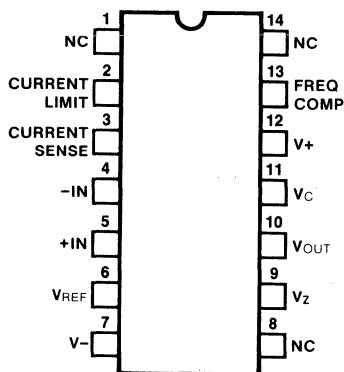 1
NC
2
CURRENT
LIMIT
3
CURRENT
SENSE
4
-IN
5
+IN
6
VREF
7
V-
14
NC
13
FREQ
COMP
12
V+
11
VC
10
VOUT
9
VZ
8
NC